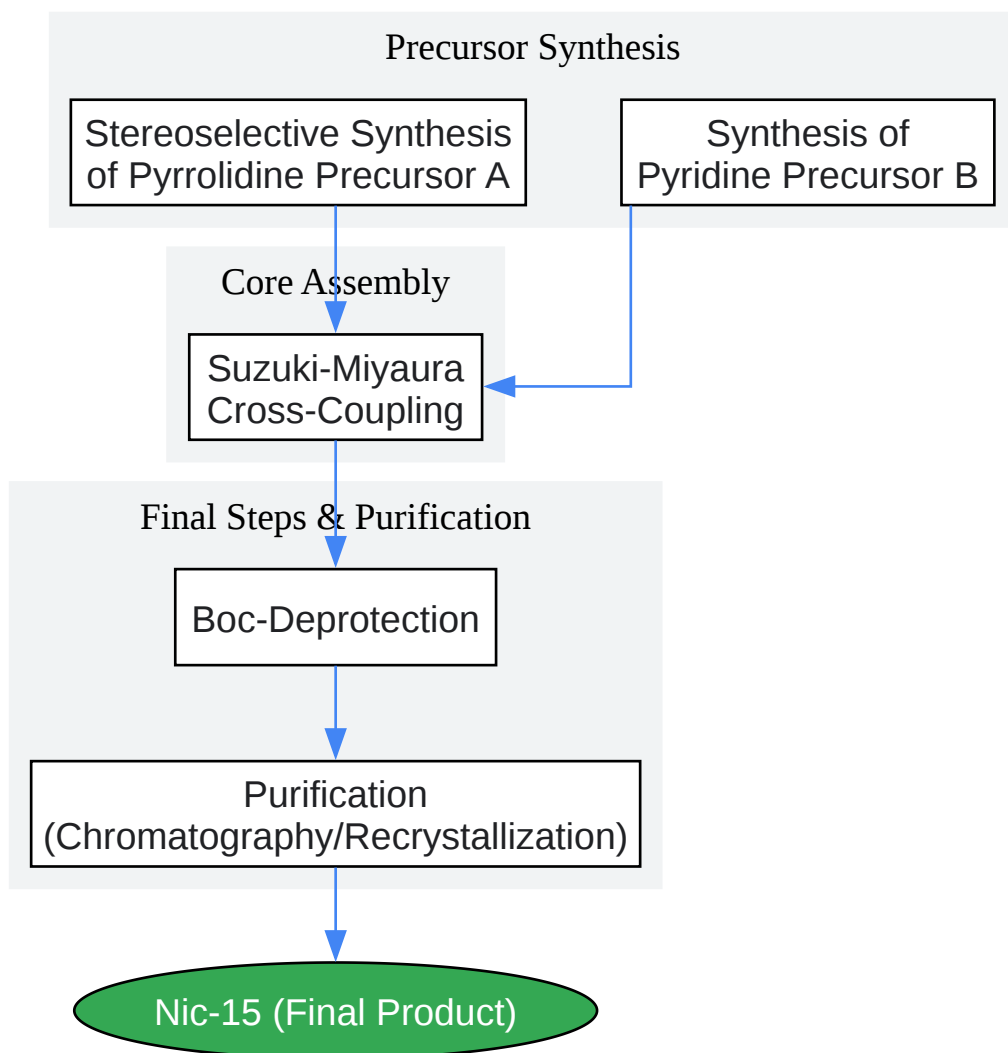 Precursor Synthesis
Stereoselective Synthesis
of Pyrrolidine Precursor A
Synthesis of
Pyridine Precursor B
Core Assembly
Suzuki-Miyaura
Cross-Coupling
Final Steps & Purification
Boc-Deprotection
Purification
(Chromatography/Recrystallization)
Nic-15 (Final Product)